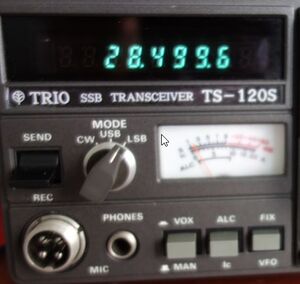 28.499.6
TRIO SSB TRANSCEIVER TS-120S
MODE
SEND
CW USB LSB
REC
PHONES
VOX ALC FIX
MIC
MAN Ic VFO